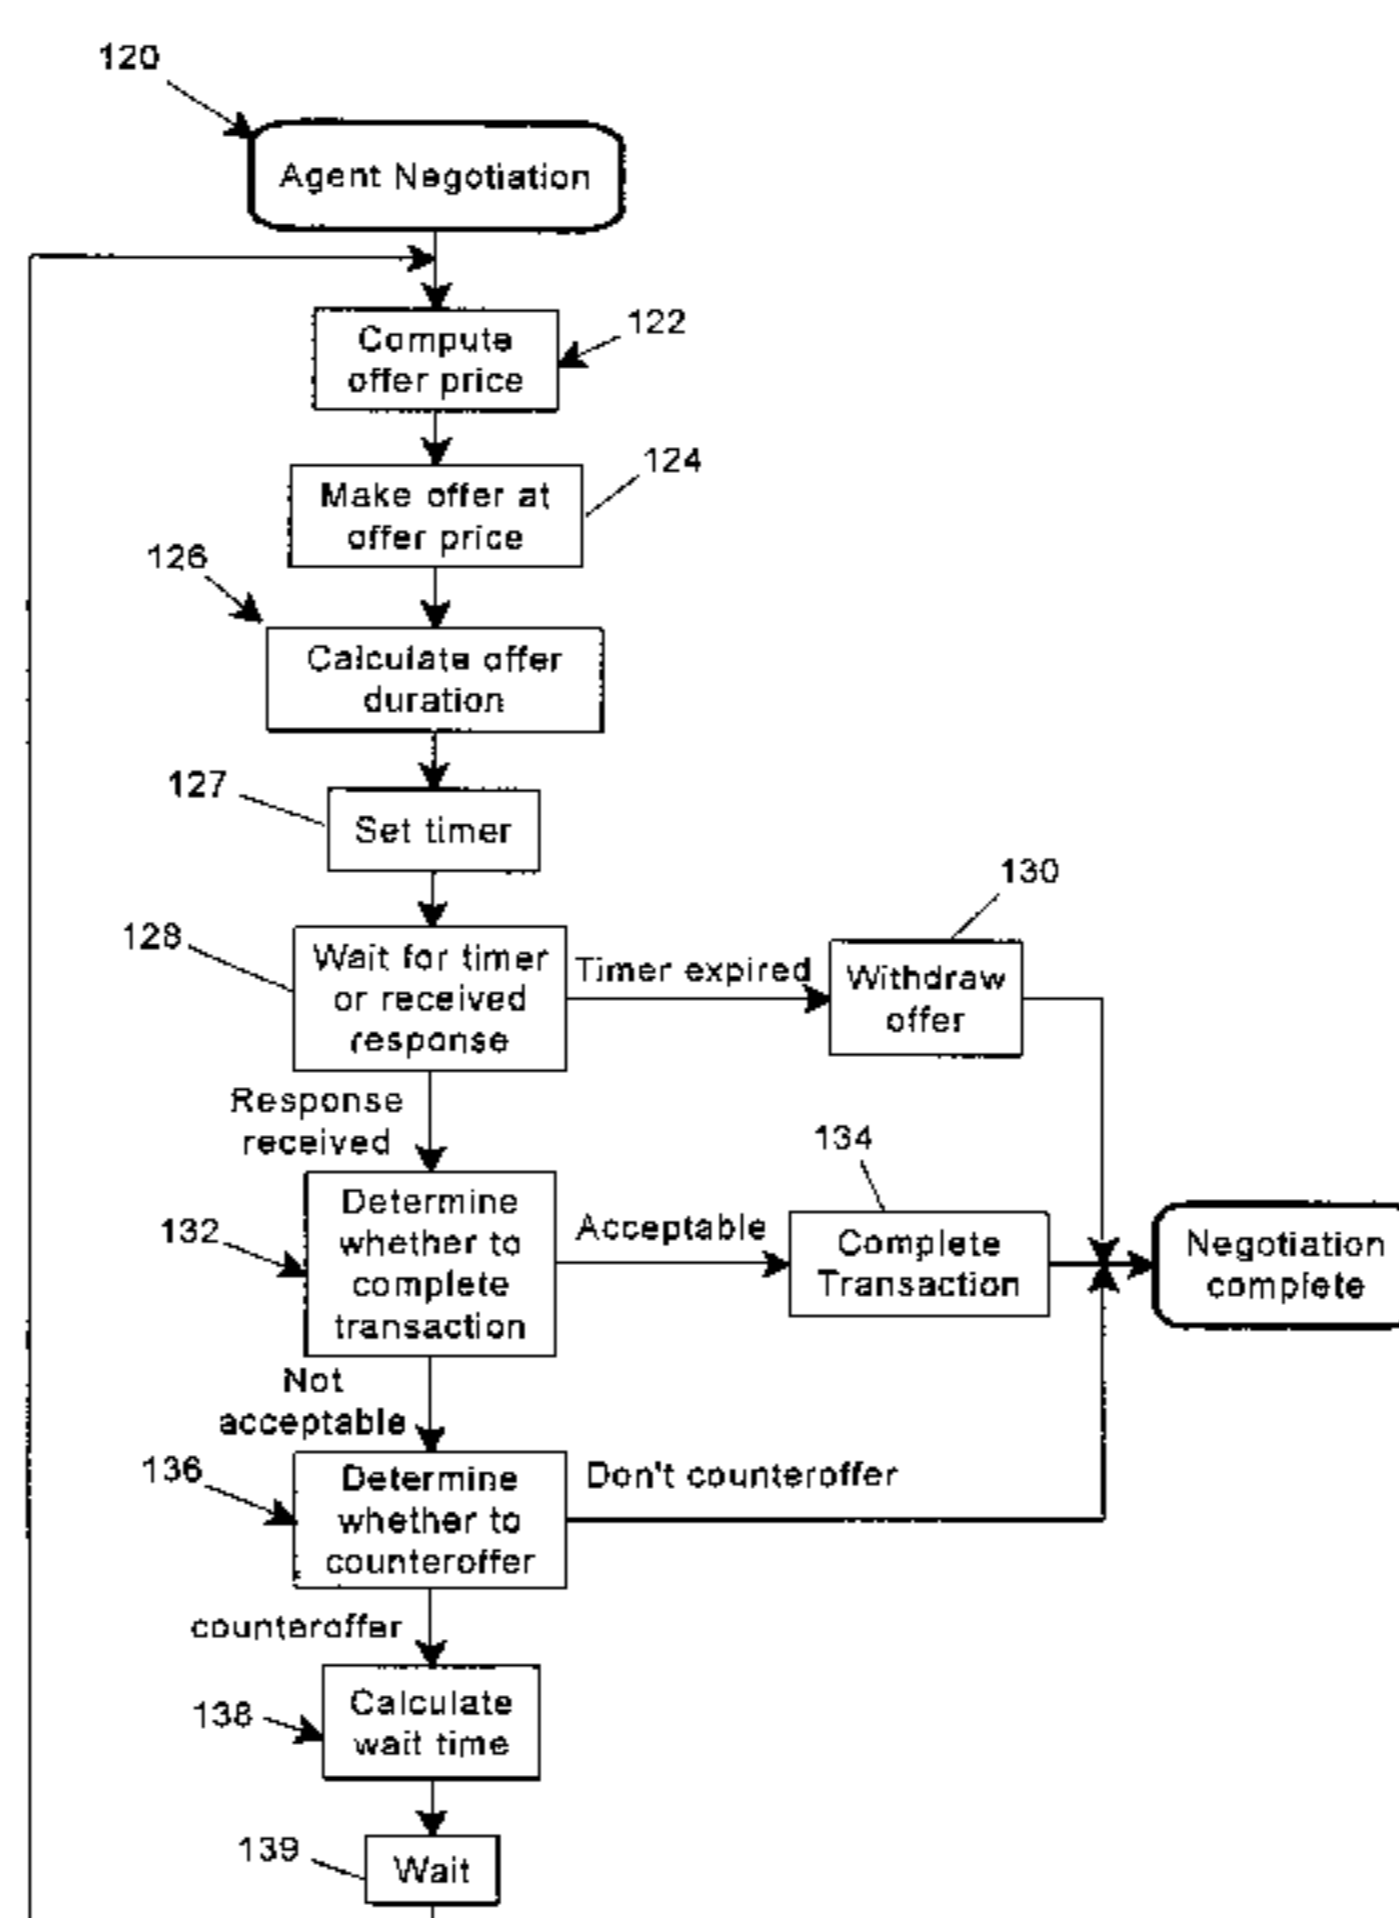 120
Agent Negotiation
Compute
offer price
122
Make offer at
offer price
124
126
Calculate offer
duration
127
Set timer
128
Wait for timer
or received
response
Timer expired
130
Withdraw
offer
Response
received
132
Determine
whether to
complete
transaction
Acceptable
134
Complete
Transaction
Negotiation
complete
Not
acceptable
136
Determine
whether to
counteroffer
Don't counteroffer
counteroffer
138
Calculate
wait time
139
Wait